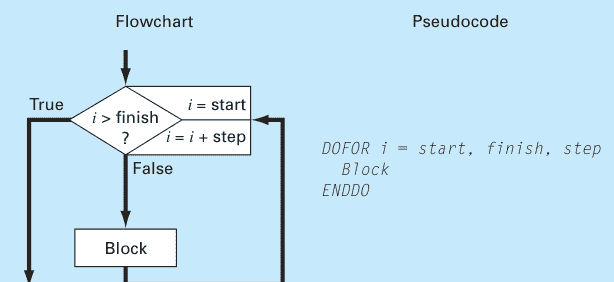 Flowchart
Pseudocode
True
i > finish
?
i = start
i = i + step
False
Block
DOFOR i = start, finish, step
Block
ENDDO